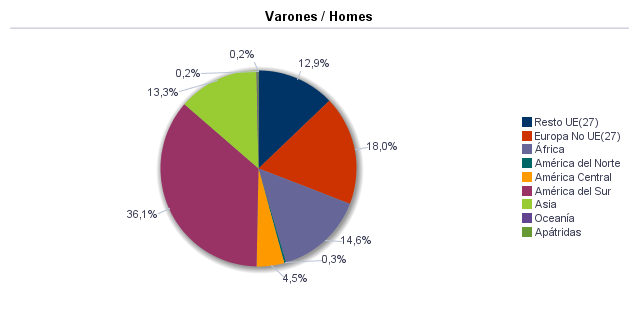 Varones / Homes
0,2%
12,9%
0,2%
13,3%
18,0%
36,1%
14,6%
0,3%
4,5%
Resto UE(27)
Europa No UE(27)
África
América del Norte
América Central
América del Sur
Asia
Oceanía
Apátridas